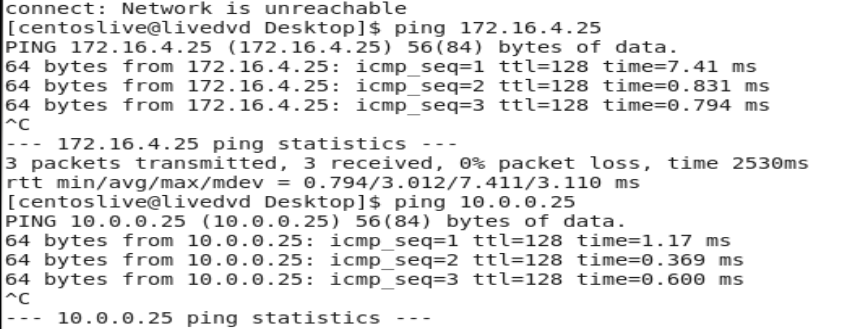 connect: Network is unreachable
[centoslive@livedvd Desktop]$ ping 172.16.4.25
PING 172.16.4.25 (172.16.4.25) 56(84) bytes of data.
64 bytes from 172.16.4.25: icmp_seq=1 ttl=128 time=7.41 ms
64 bytes from 172.16.4.25: icmp_seq=2 ttl=128 time=0.831 ms
64 bytes from 172.16.4.25: icmp_seq=3 ttl=128 time=0.794 ms
^C
--- 172.16.4.25 ping statistics ---
3 packets transmitted, 3 received, 0% packet loss, time 2530ms
rtt min/avg/max/mdev = 0.794/3.012/7.411/3.110 ms
[centoslive@livedvd Desktop]$ ping 10.0.0.25
PING 10.0.0.25 (10.0.0.25) 56(84) bytes of data.
64 bytes from 10.0.0.25: icmp_seq=1 ttl=128 time=1.17 ms
64 bytes from 10.0.0.25: icmp_seq=2 ttl=128 time=0.369 ms
64 bytes from 10.0.0.25: icmp_seq=3 ttl=128 time=0.600 ms
^C
--- 10.0.0.25 ping statistics ---